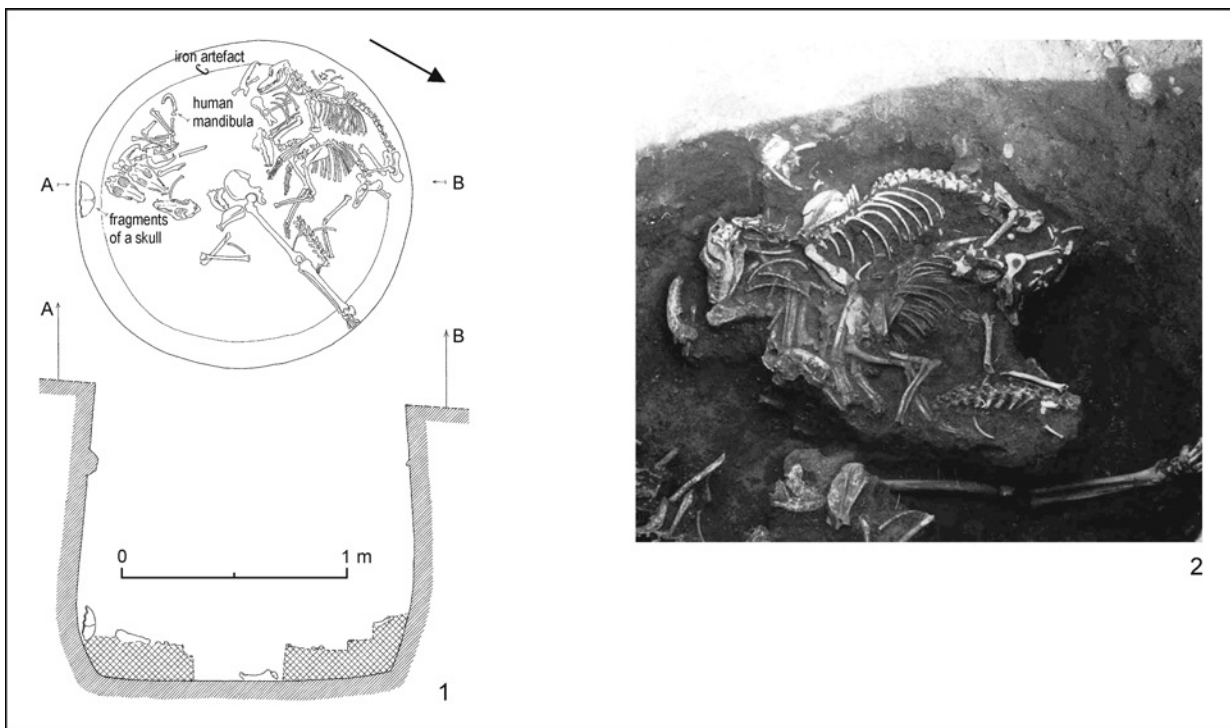 iron artefact
human
mandibula
A
B
fragments
of a skull
A
B
0
1 m
1
2